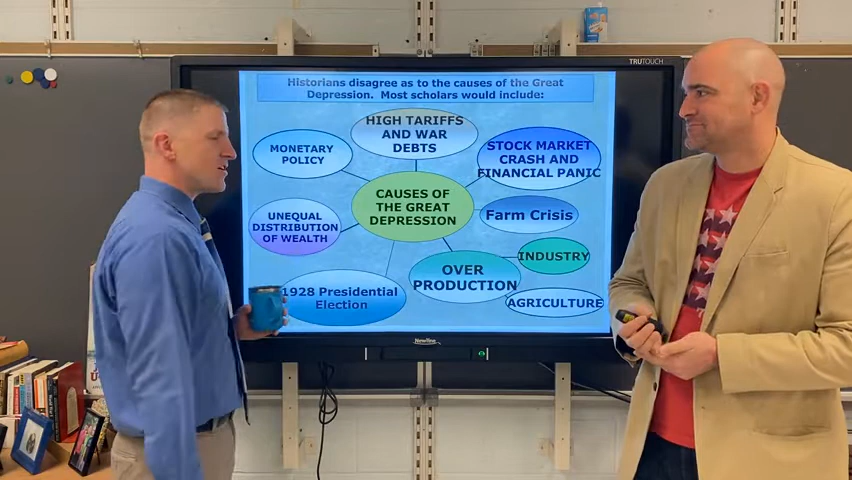 TRUTOUCH
Historians disagree as to the causes of the Great
Depression. Most scholars would include:
HIGH TARIFFS
AND WAR
DEBTS
MONETARY
POLICY
STOCK MARKET
CRASH AND
FINANCIAL PANIC
CAUSES OF
THE GREAT
DEPRESSION
UNEQUAL
DISTRIBUTION
OF WEALTH
Farm Crisis
INDUSTRY
OVER
PRODUCTION
1928 Presidential
Election
AGRICULTURE
Newline